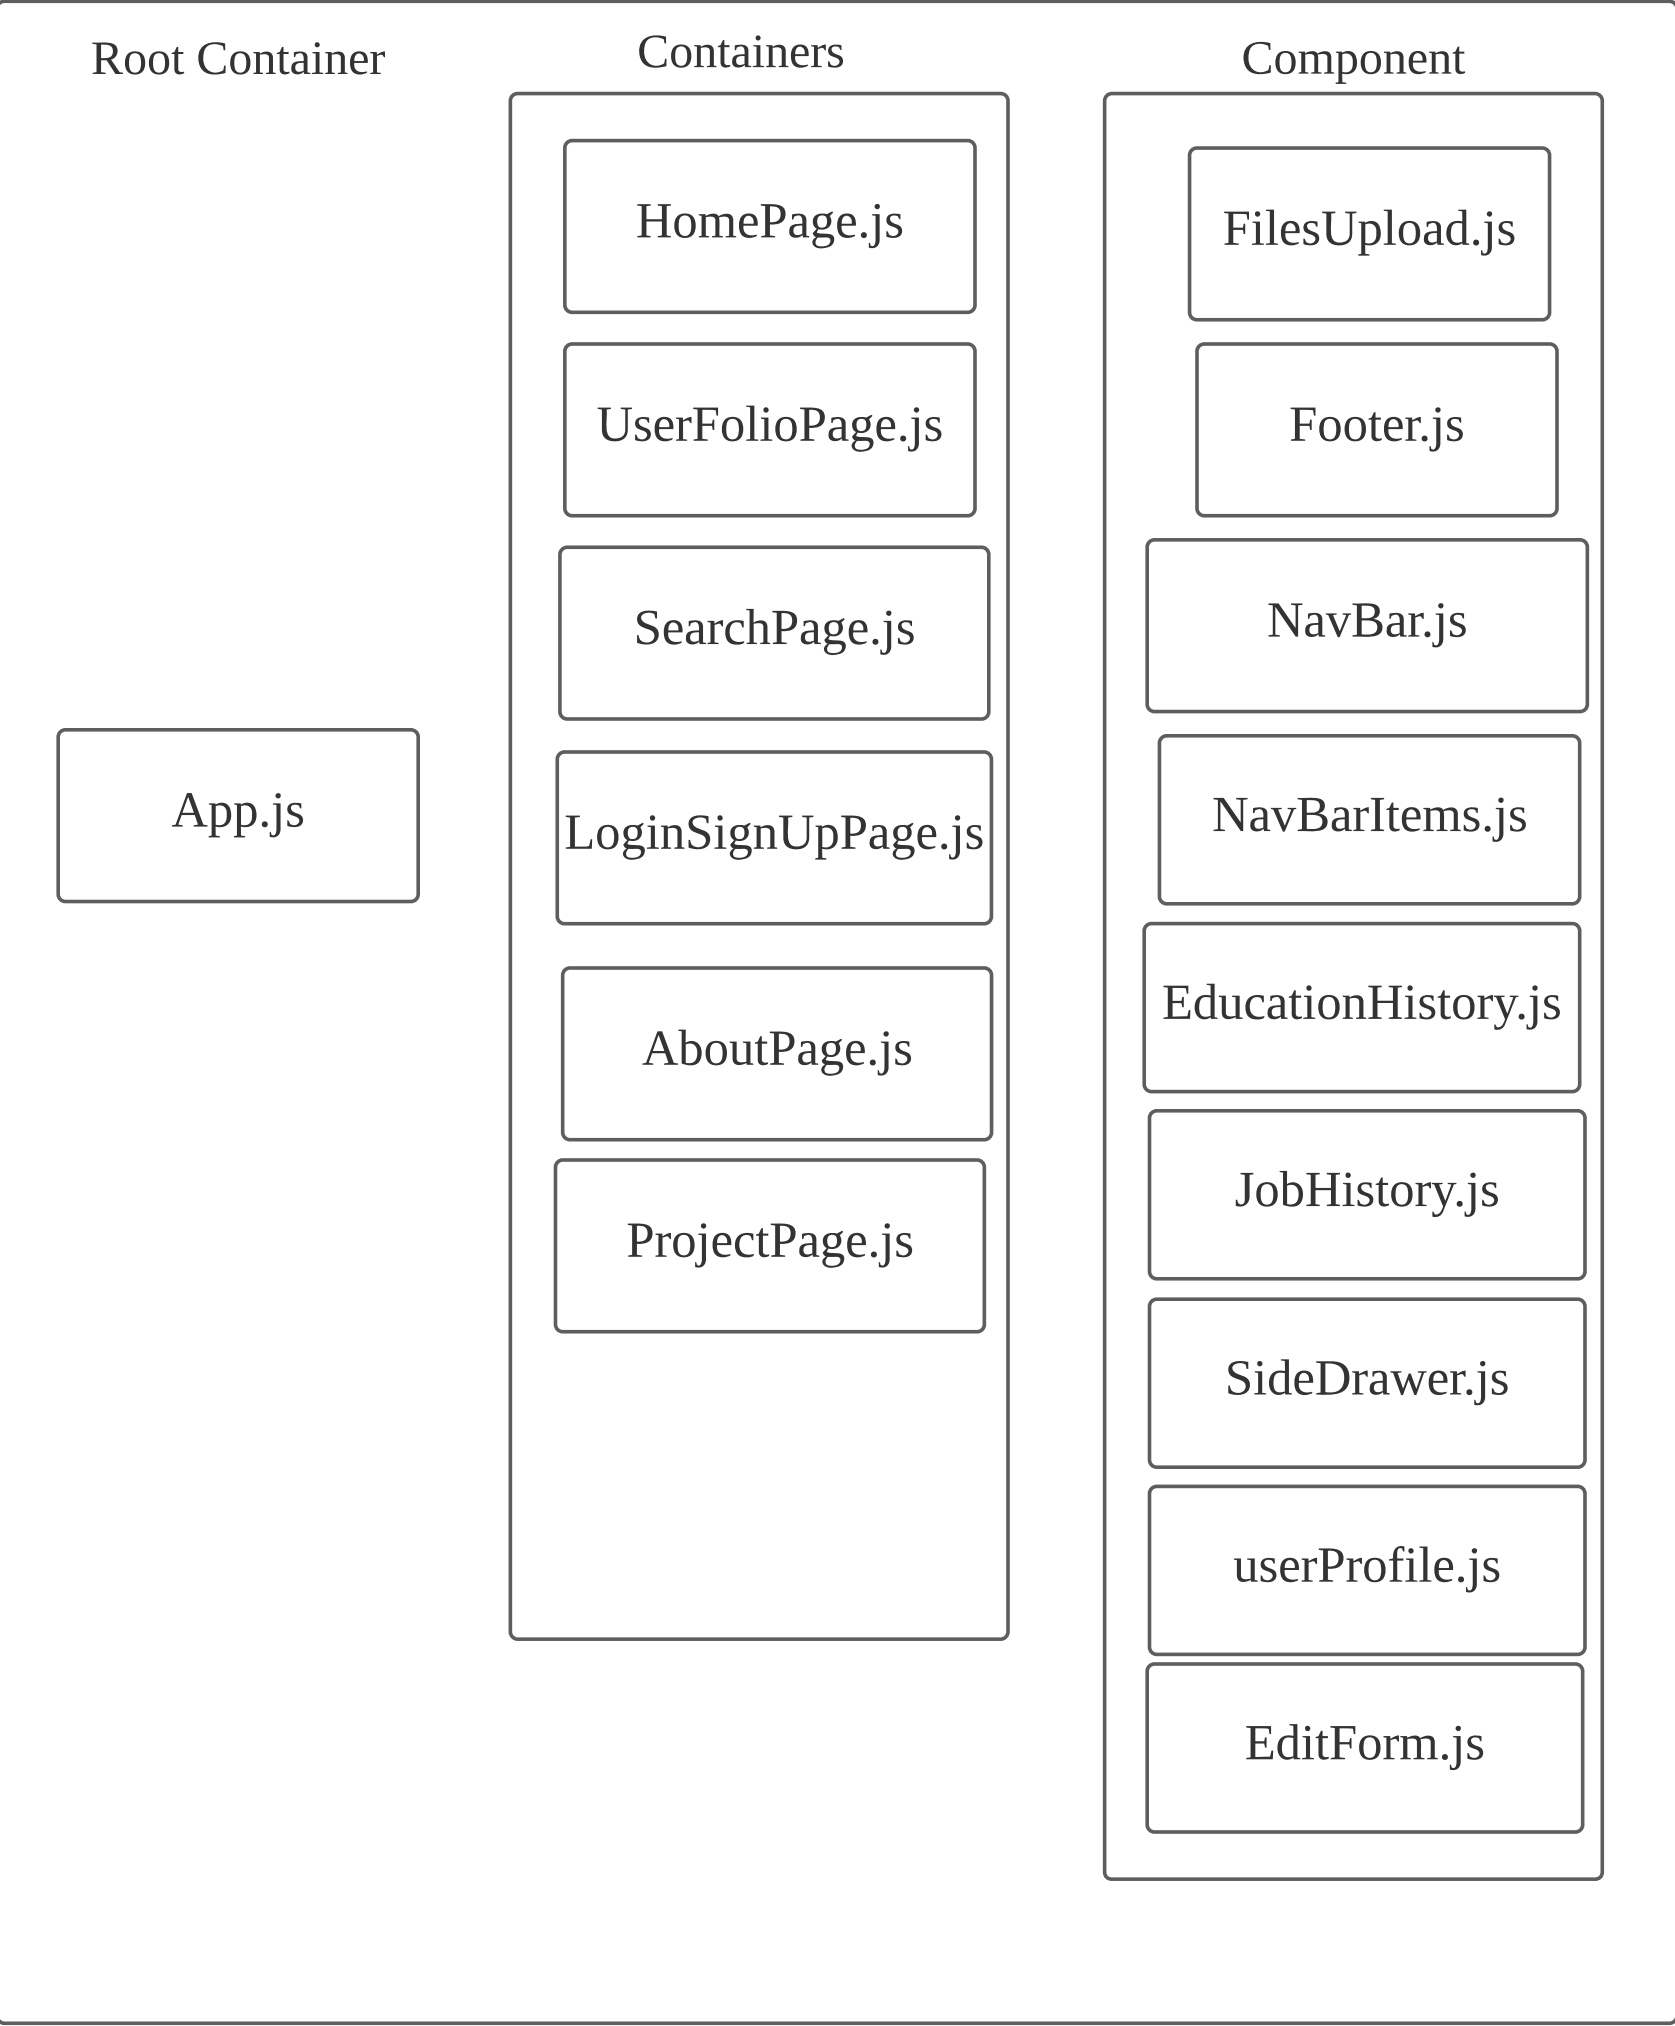 Root Container
Containers
Component
App.js
HomePage.js
UserFolioPage.js
SearchPage.js
LoginSignUpPage.js
AboutPage.js
ProjectPage.js
FilesUpload.js
Footer.js
NavBar.js
NavBarItems.js
EducationHistory.js
JobHistory.js
SideDrawer.js
userProfile.js
EditForm.js